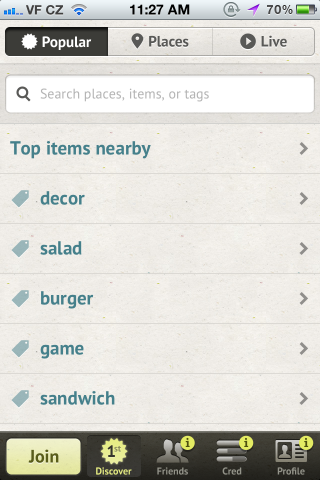 VF CZ 11:27 AM 70%
Popular Places Live
Search places, items, or tags
Top items nearby
decor
salad
burger
game
sandwich
Join 1st Discover i Friends i Cred i Profile